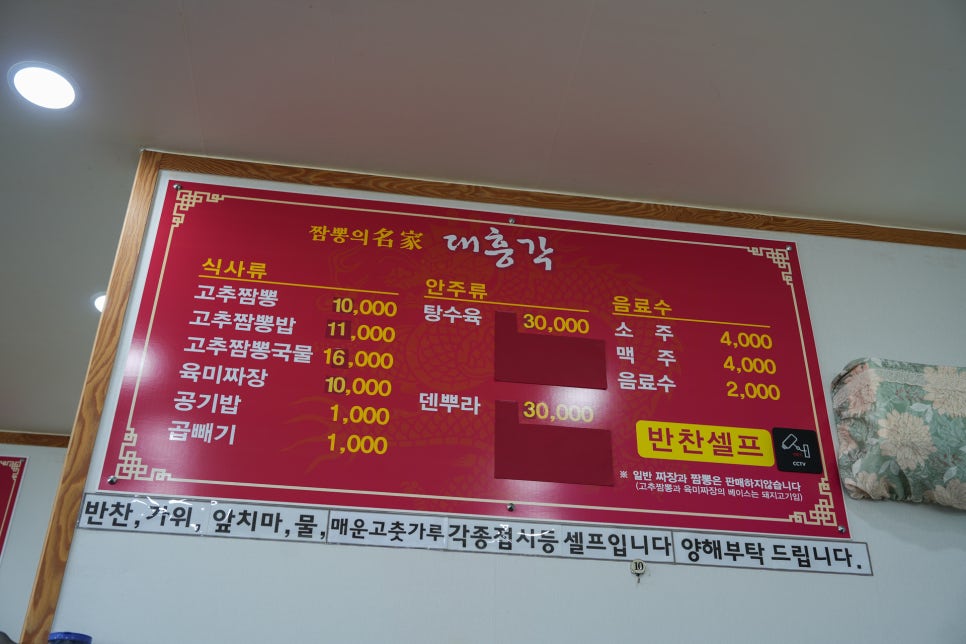 짬뽕의名家 대흥각
식사류
고추짬뽕 10,000
고추짬뽕밥 11,000
고추짬뽕국물 16,000
육미짜장 10,000
공기밥 1,000
곱빼기 1,000
안주류
탕수육 30,000
덴뿌라 30,000
음료수
소 주 4,000
맥 주 4,000
음료수 2,000
반찬셀프
CCTV
※ 일반 짜장과 짬뽕은 판매하지않습니다
(고추짬뽕과 육미짜장의 베이스는 돼지고기임)
반찬, 가위, 앞치마, 물, 매운고춧가루 각종접시등 셀프입니다 양해부탁 드립니다.
10